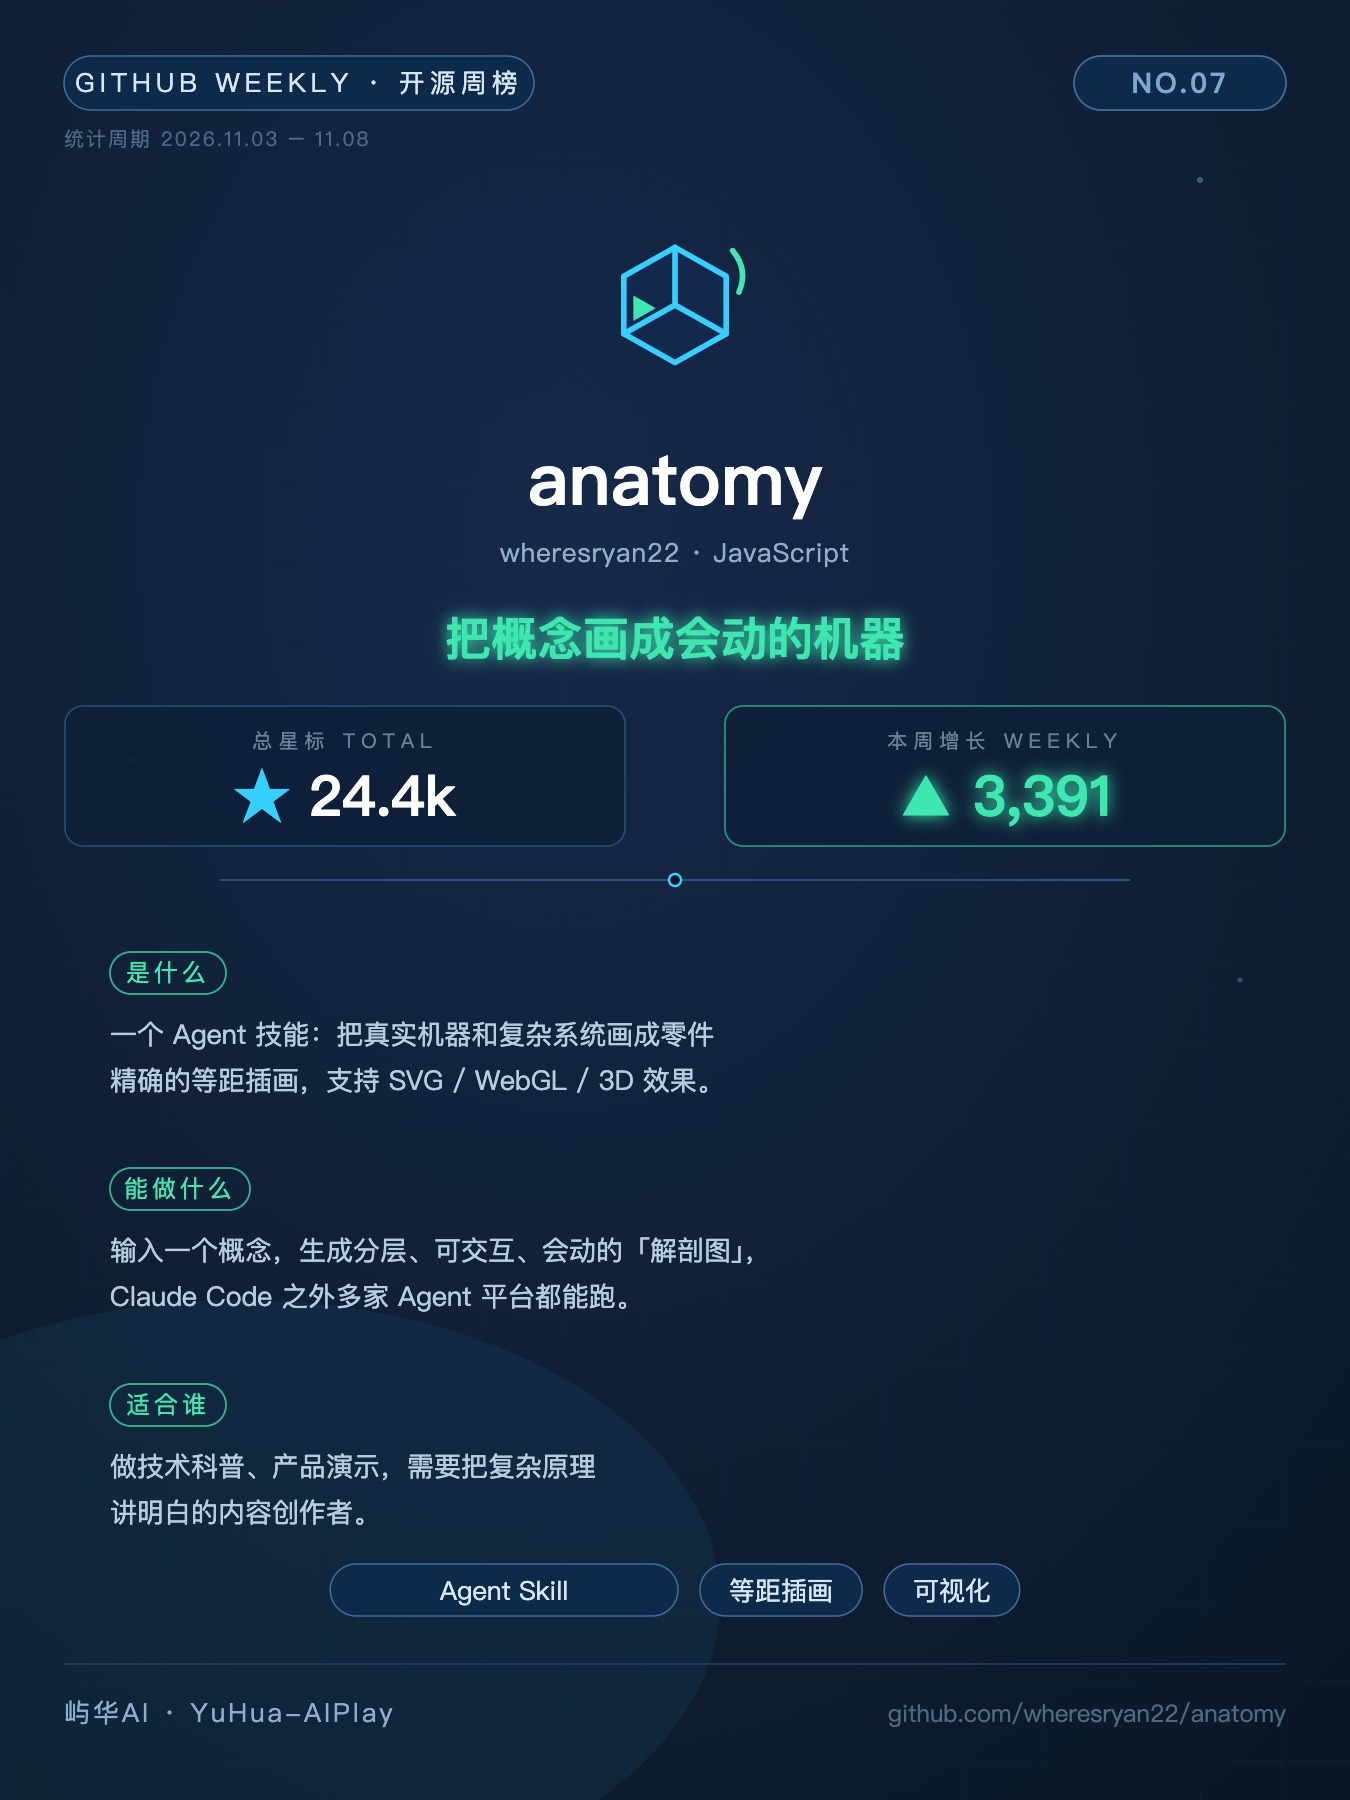 GITHUB WEEKLY · 开源周榜
NO.07
统计周期 2026.11.03 — 11.08
anatomy
wheresryan22 · JavaScript
把概念画成会动的机器
总星标 TOTAL
★ 24.4k
本周增长 WEEKLY
▲ 3,391
是什么
一个 Agent 技能：把真实机器和复杂系统画成零件
精确的等距插画，支持 SVG / WebGL / 3D 效果。
能做什么
输入一个概念，生成分层、可交互、会动的「解剖图」，
Claude Code 之外多家 Agent 平台都能跑。
适合谁
做技术科普、产品演示，需要把复杂原理
讲明白的内容创作者。
Agent Skill
等距插画
可视化
屿华AI · YuHua-AIPlay
github.com/wheresryan22/anatomy